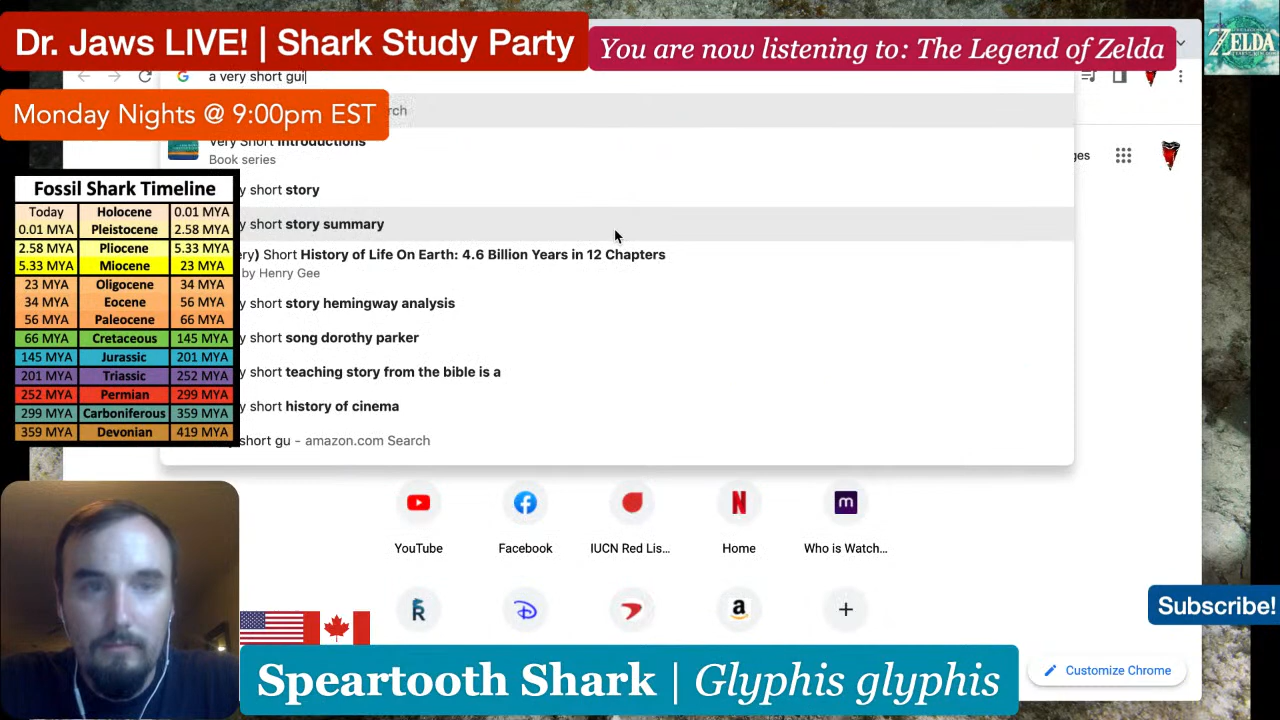 Dr. Jaws LIVE! | Shark Study Party
You are now listening to: The Legend of Zelda
ZELDA
a very short gui
Monday Nights @ 9:00pm EST
rch
Very Short Introductions
Book series
ges
Fossil Shark Timeline
Today Holocene 0.01 MYA
0.01 MYA Pleistocene 2.58 MYA
2.58 MYA Pliocene 5.33 MYA
5.33 MYA Miocene 23 MYA
23 MYA Oligocene 34 MYA
34 MYA Eocene 56 MYA
56 MYA Paleocene 66 MYA
66 MYA Cretaceous 145 MYA
145 MYA Jurassic 201 MYA
201 MYA Triassic 252 MYA
252 MYA Permian 299 MYA
299 MYA Carboniferous 359 MYA
359 MYA Devonian 419 MYA
y short story
y short story summary
ery) Short History of Life On Earth: 4.6 Billion Years in 12 Chapters
by Henry Gee
y short story hemingway analysis
y short song dorothy parker
y short teaching story from the bible is a
y short history of cinema
short gu - amazon.com Search
YouTube
Facebook
IUCN Red Lis...
Home
Who is Watch...
Subscribe!
Customize Chrome
Speartooth Shark | Glyphis glyphis